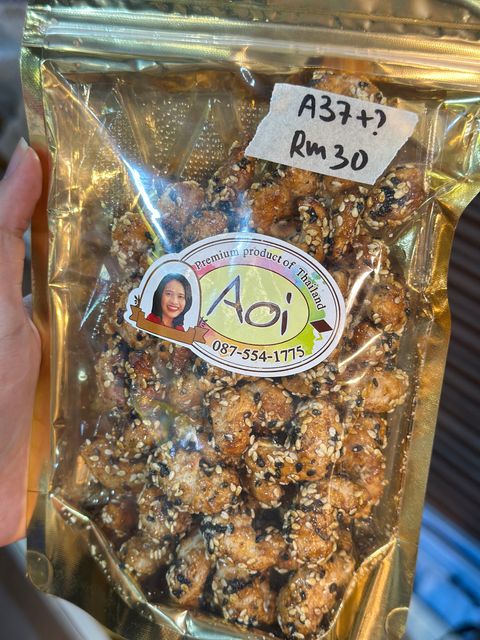 A37+?
Rm30
Premium product of Thailand
Aoi
087-554-1775